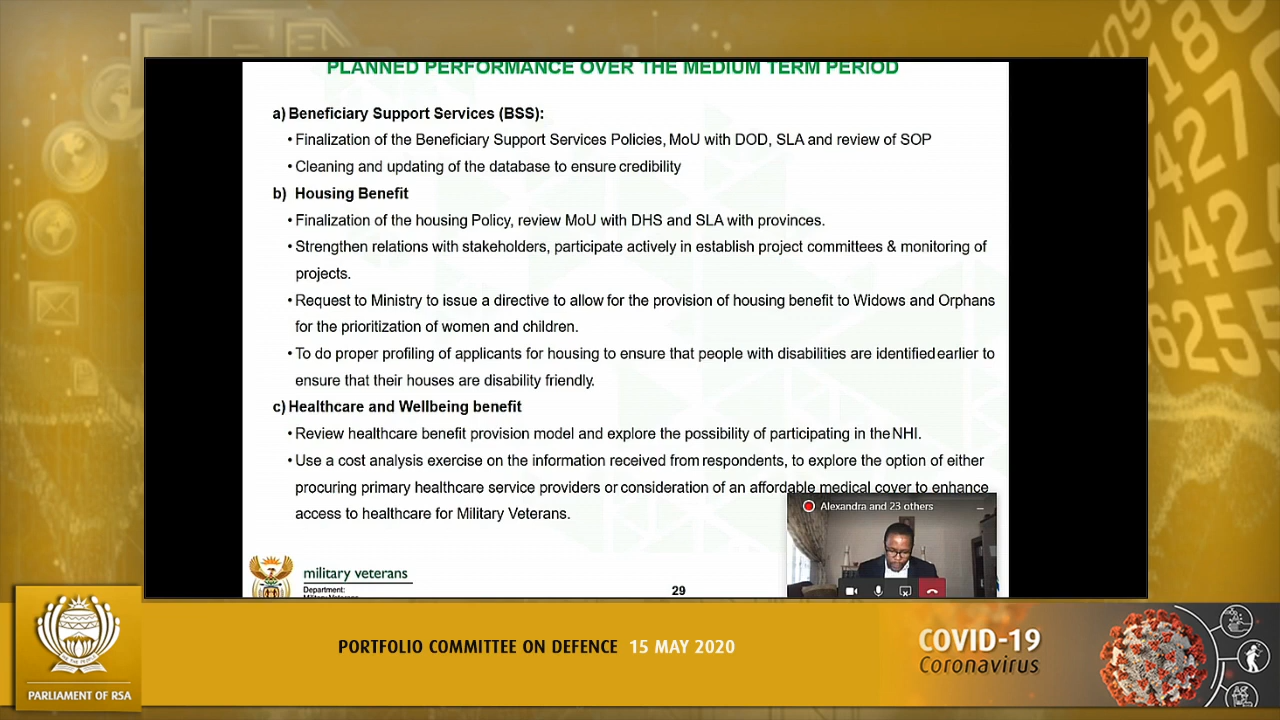 PLANNED PERFORMANCE OVER THE MEDIUM TERM PERIOD
a) Beneficiary Support Services (BSS):
• Finalization of the Beneficiary Support Services Policies, MoU with DOD, SLA and review of SOP
• Cleaning and updating of the database to ensure credibility
b) Housing Benefit
• Finalization of the housing Policy, review MoU with DHS and SLA with provinces.
• Strengthen relations with stakeholders, participate actively in establish project committees & monitoring of
projects.
• Request to Ministry to issue a directive to allow for the provision of housing benefit to Widows and Orphans
for the prioritization of women and children.
• To do proper profiling of applicants for housing to ensure that people with disabilities are identified earlier to
ensure that their houses are disability friendly.
c) Healthcare and Wellbeing benefit
• Review healthcare benefit provision model and explore the possibility of participating in the NHI.
• Use a cost analysis exercise on the information received from respondents, to explore the option of either
procuring primary healthcare service providers or consideration of an affordable medical cover to enhance
access to healthcare for Military Veterans.
Alexandra and 23 others
military veterans
Department:
29
PARLIAMENT OF RSA
PORTFOLIO COMMITTEE ON DEFENCE 15 MAY 2020
COVID-19
Coronavirus